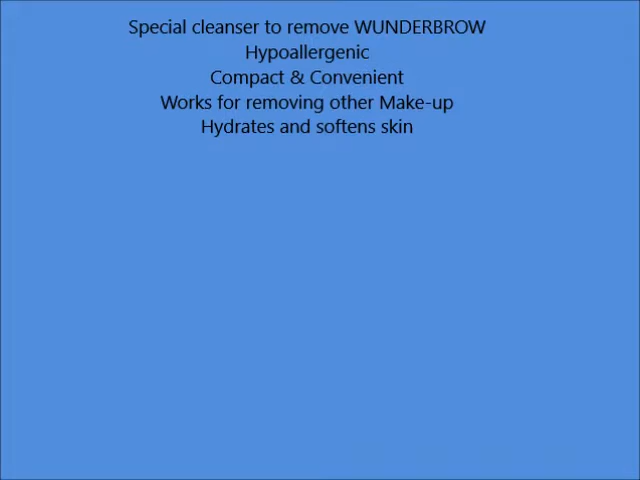 Special cleanser to remove WUNDERBROW
Hypoallergenic
Compact & Convenient
Works for removing other Make-up
Hydrates and softens skin